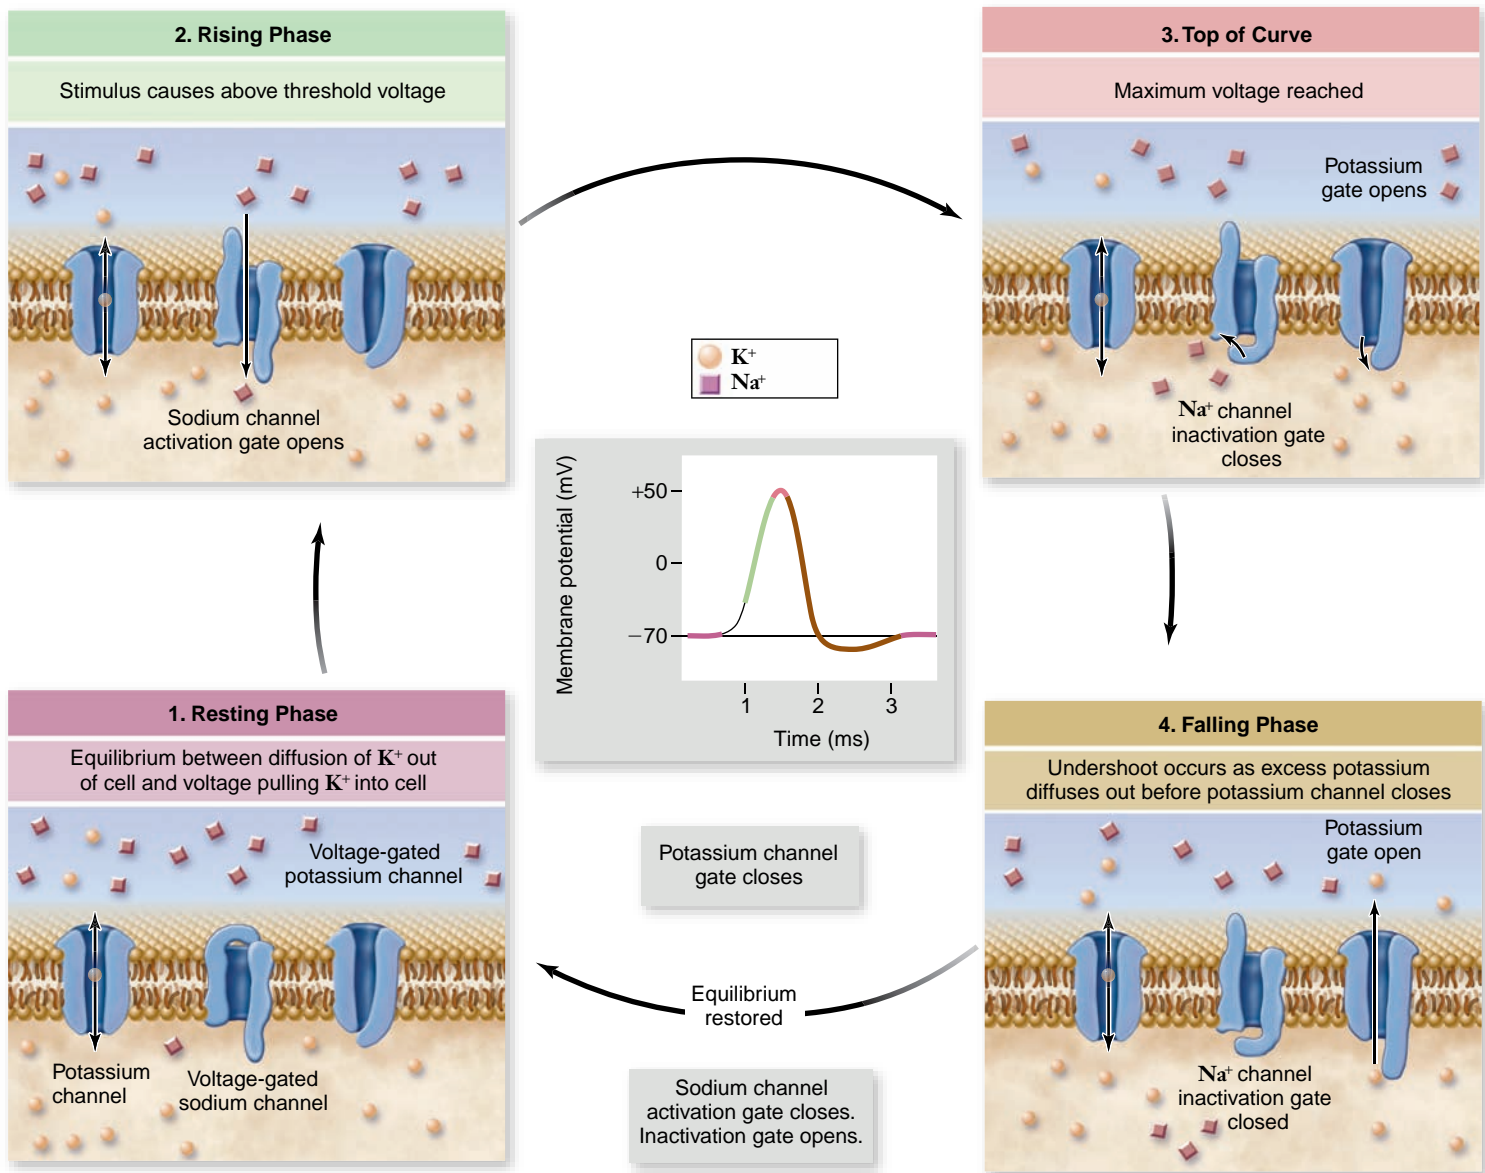 2. Rising Phase
Stimulus causes above threshold voltage
Sodium channel
activation gate opens
3. Top of Curve
Maximum voltage reached
Potassium
gate opens
Na⁺ channel
inactivation gate
closes
K⁺
Na⁺
Membrane potential (mV)
+50
0
−70
1 2 3
Time (ms)
1. Resting Phase
Equilibrium between diffusion of K⁺ out
of cell and voltage pulling K⁺ into cell
Voltage-gated
potassium channel
Potassium
channel
Voltage-gated
sodium channel
4. Falling Phase
Undershoot occurs as excess potassium
diffuses out before potassium channel closes
Potassium
gate open
Na⁺ channel
inactivation gate
closed
Potassium channel
gate closes
Equilibrium
restored
Sodium channel
activation gate closes.
Inactivation gate opens.